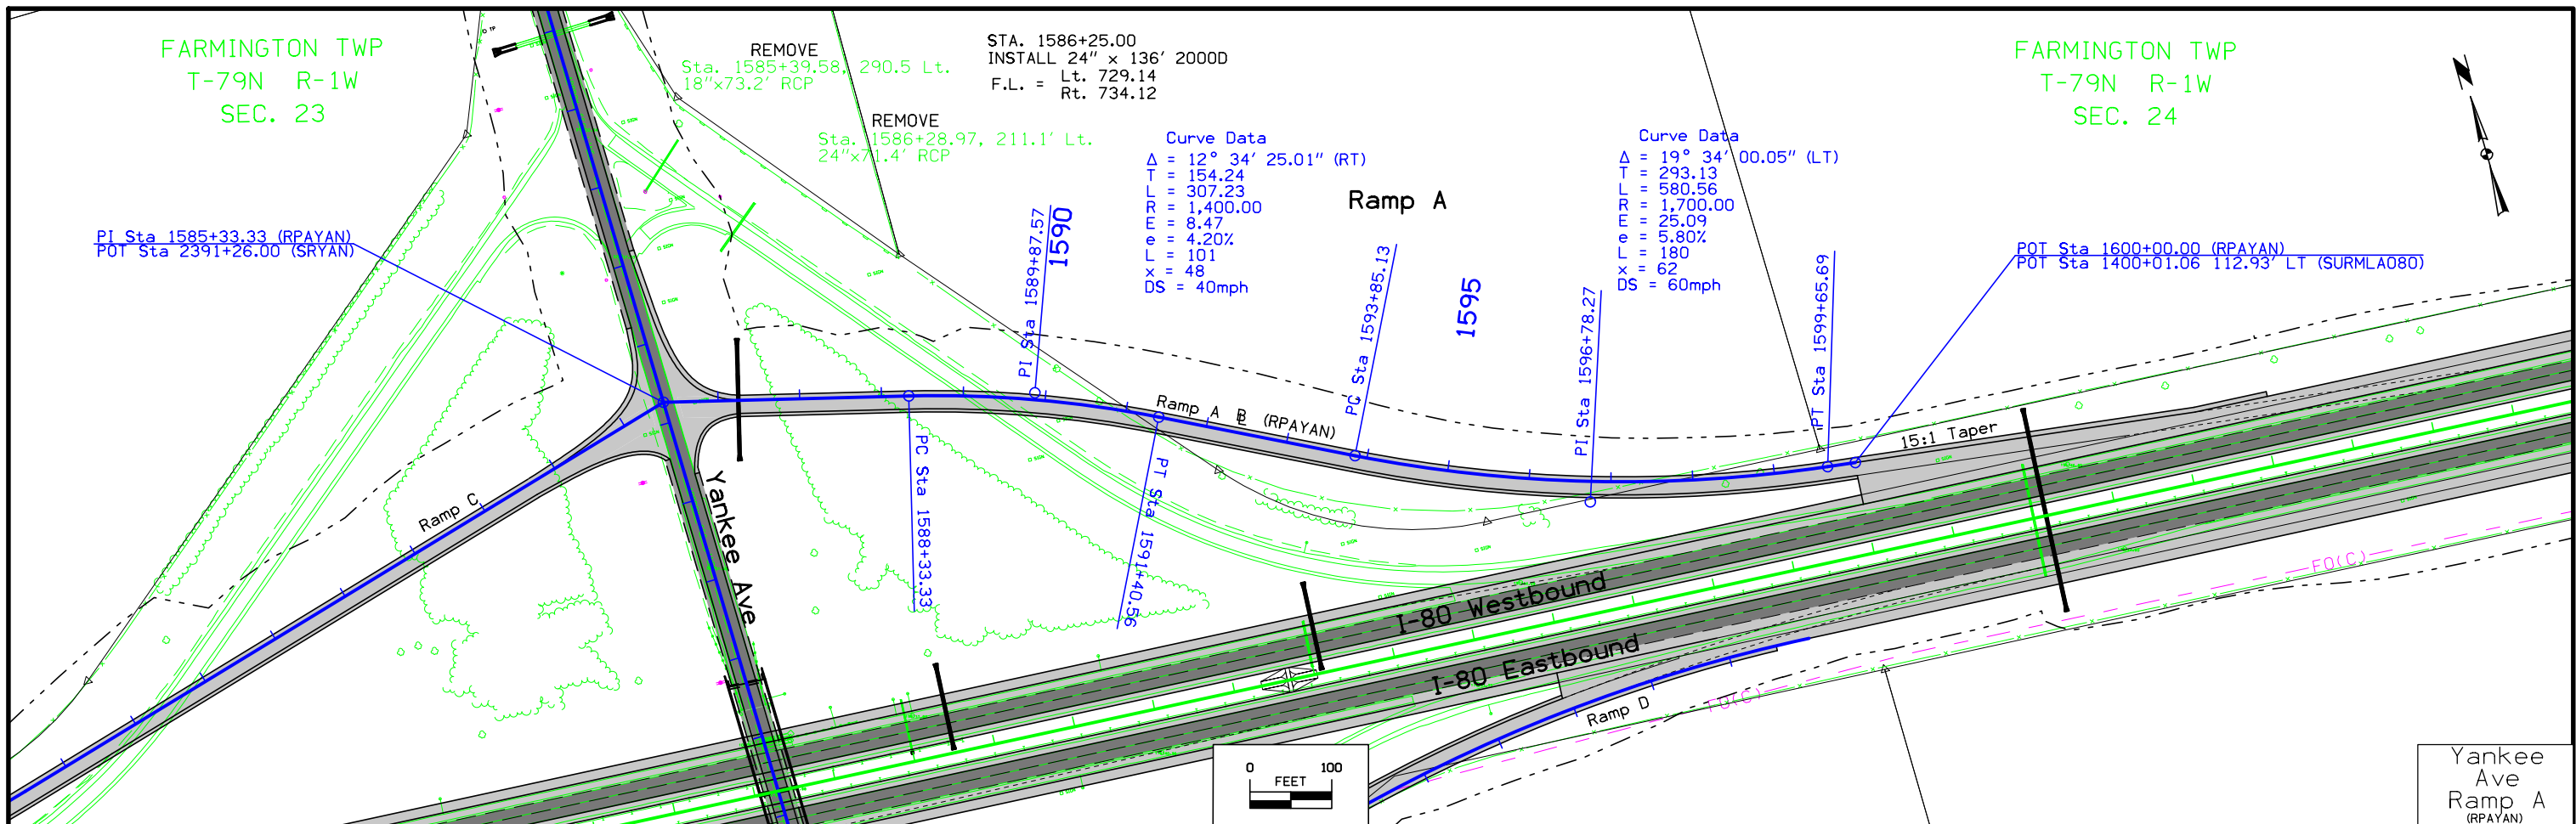 FARMINGTON TWP
T-79N R-1W
SEC. 23
REMOVE
Sta. 1585+39.58, 290.5 Lt.
18"x73.2' RCP
STA. 1586+25.00
INSTALL 24" x 136' 2000D
F.L. = Lt. 729.14
Rt. 734.12
REMOVE
Sta. 1586+28.97, 211.1' Lt.
24"x71.4' RCP
FARMINGTON TWP
T-79N R-1W
SEC. 24
Curve Data
Δ = 12° 34' 25.01" (RT)
T = 154.24
L = 307.23
R = 1,400.00
E = 8.47
e = 4.20%
L = 101
x = 48
DS = 40mph
Ramp A
Curve Data
Δ = 19° 34' 00.05" (LT)
T = 293.13
L = 580.56
R = 1,700.00
E = 25.09
e = 5.80%
L = 180
x = 62
DS = 60mph
PI Sta 1585+33.33 (RPAYAN)
POT Sta 2391+26.00 (SRYAN)
POT Sta 1600+00.00 (RPAYAN)
POT Sta 1400+01.06 112.93' LT (SURMLA080)
PI Sta 1589+87.57
1590
PC Sta 1593+85.13
1595
PI Sta 1596+78.27
PT Sta 1599+65.69
Ramp A B (RPAYAN)
15:1 Taper
PC Sta 1588+33.33
PT Sta 1591+40.56
Ramp C
Yankee Ave
I-80 Westbound
I-80 Eastbound
Ramp D
FO(C)
FO(C)
0 100
FEET
Yankee
Ave
Ramp A
(RPAYAN)